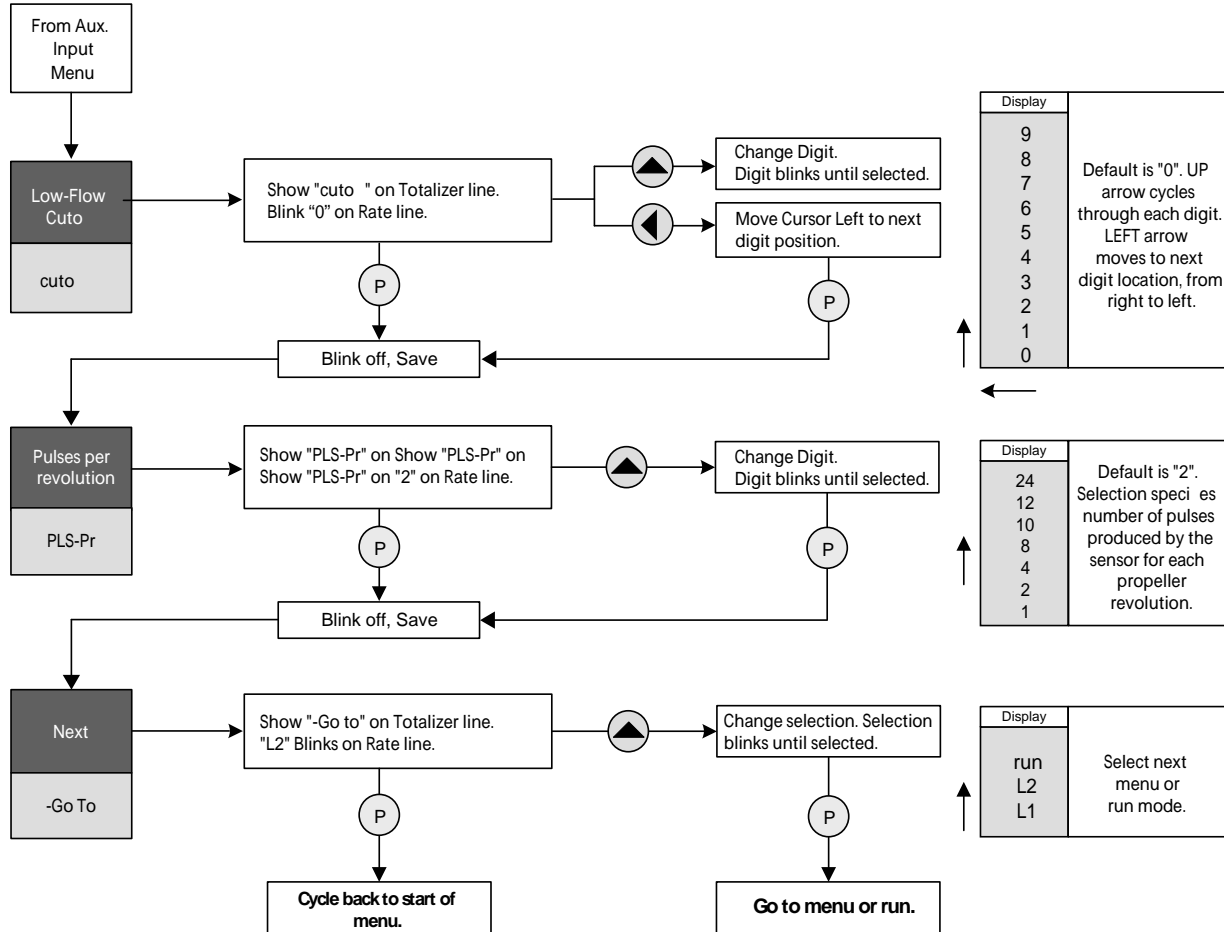 From Aux.
Input
Menu
Low-Flow
Cuto
cuto
Show "cuto " on Totalizer line.
Blink “0” on Rate line.
Change Digit.
Digit blinks until selected.
Move Cursor Left to next
digit position.
P
P
Blink off, Save
Display
9
8
7
6
5
4
3
2
1
0
Default is "0". UP
arrow cycles
through each digit.
LEFT arrow
moves to next
digit location, from
right to left.
Pulses per
revolution
PLS-Pr
Show "PLS-Pr" on Show "PLS-Pr" on
Show "PLS-Pr" on "2" on Rate line.
Change Digit.
Digit blinks until selected.
P
P
Blink off, Save
Display
24
12
10
8
4
2
1
Default is "2".
Selection speci es
number of pulses
produced by the
sensor for each
propeller
revolution.
Next
-Go To
Show "-Go to" on Totalizer line.
"L2" Blinks on Rate line.
Change selection. Selection
blinks until selected.
P
P
Cycle back to start of
menu.
Go to menu or run.
Display
run
L2
L1
Select next
menu or
run mode.